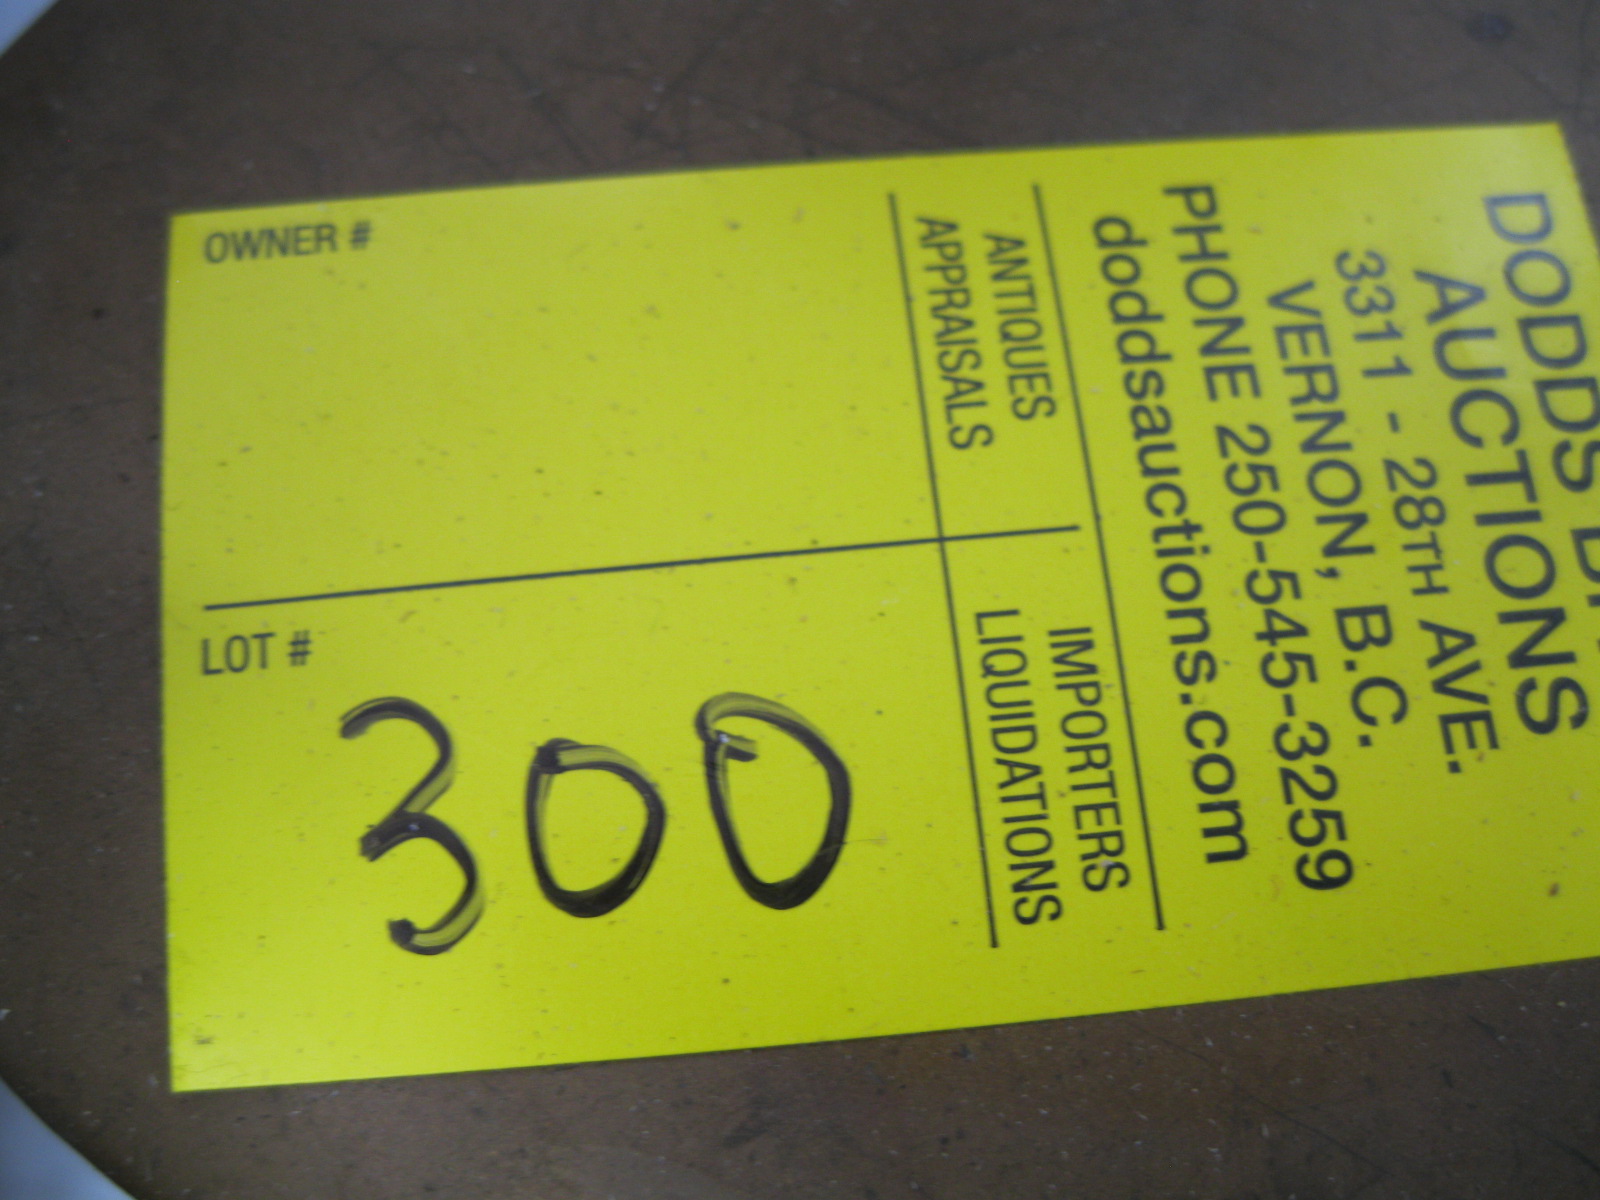 DODDS
AUCTIONS
3311 - 28TH AVE.
VERNON, B.C.
PHONE 250-545-3259
doddsauctions.com
ANTIQUES
APPRAISALS
IMPORTERS
LIQUIDATIONS
OWNER #
LOT #
300